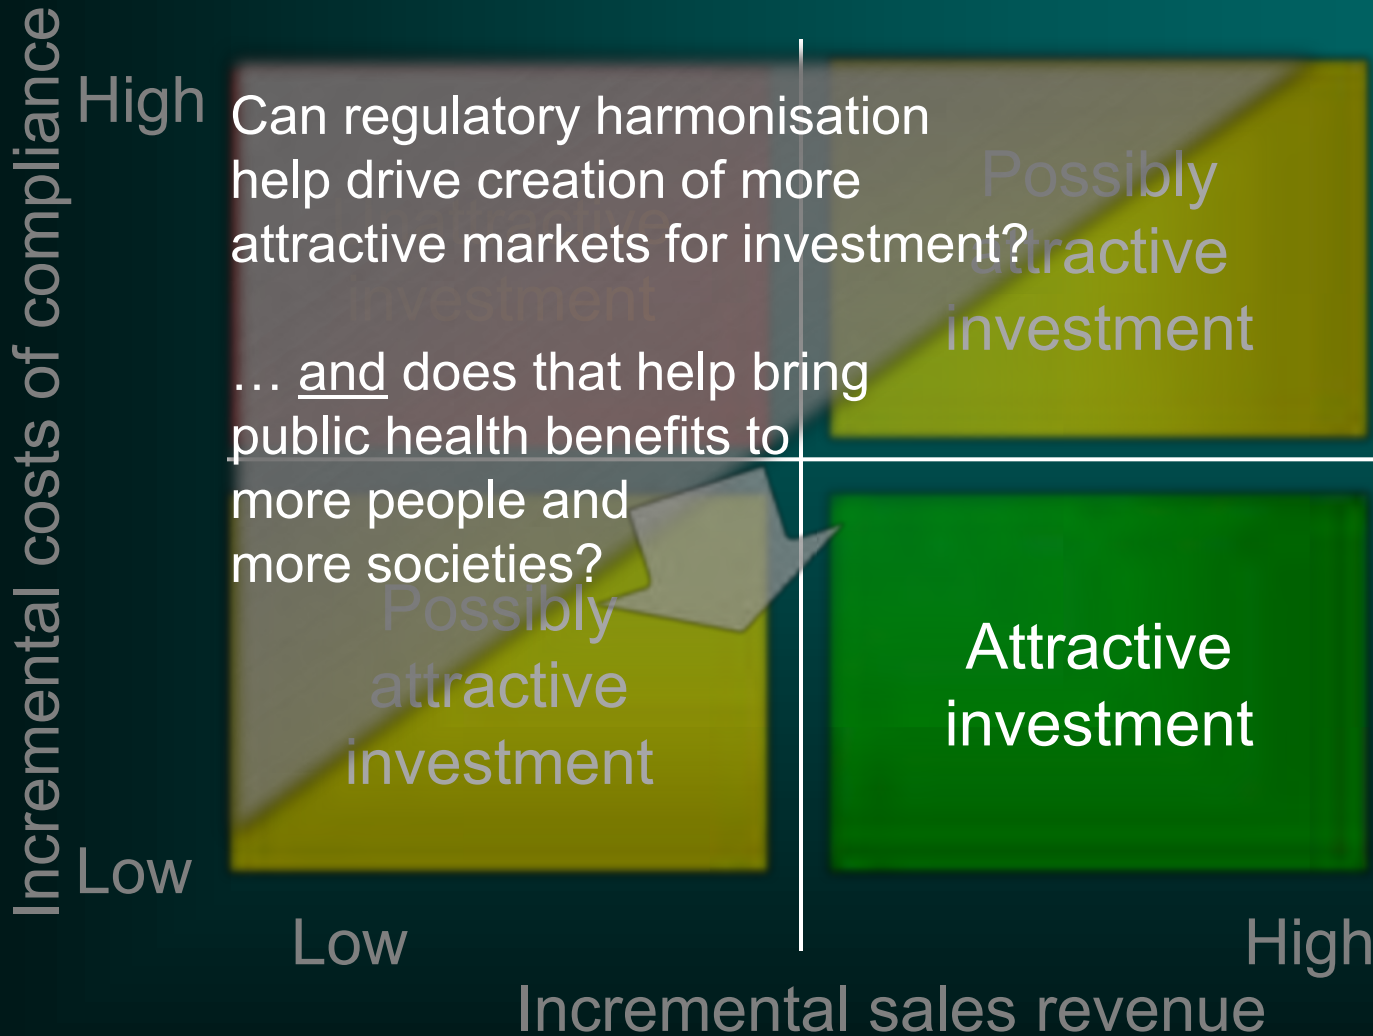 Incremental costs of compliance
High
Can regulatory harmonisation
help drive creation of more
attractive markets for investment?
… and does that help bring
public health benefits to
more people and
more societies?
investment
Possibly
attractive
investment
Possibly
attractive
investment
Attractive
investment
Low
Low
High
Incremental sales revenue